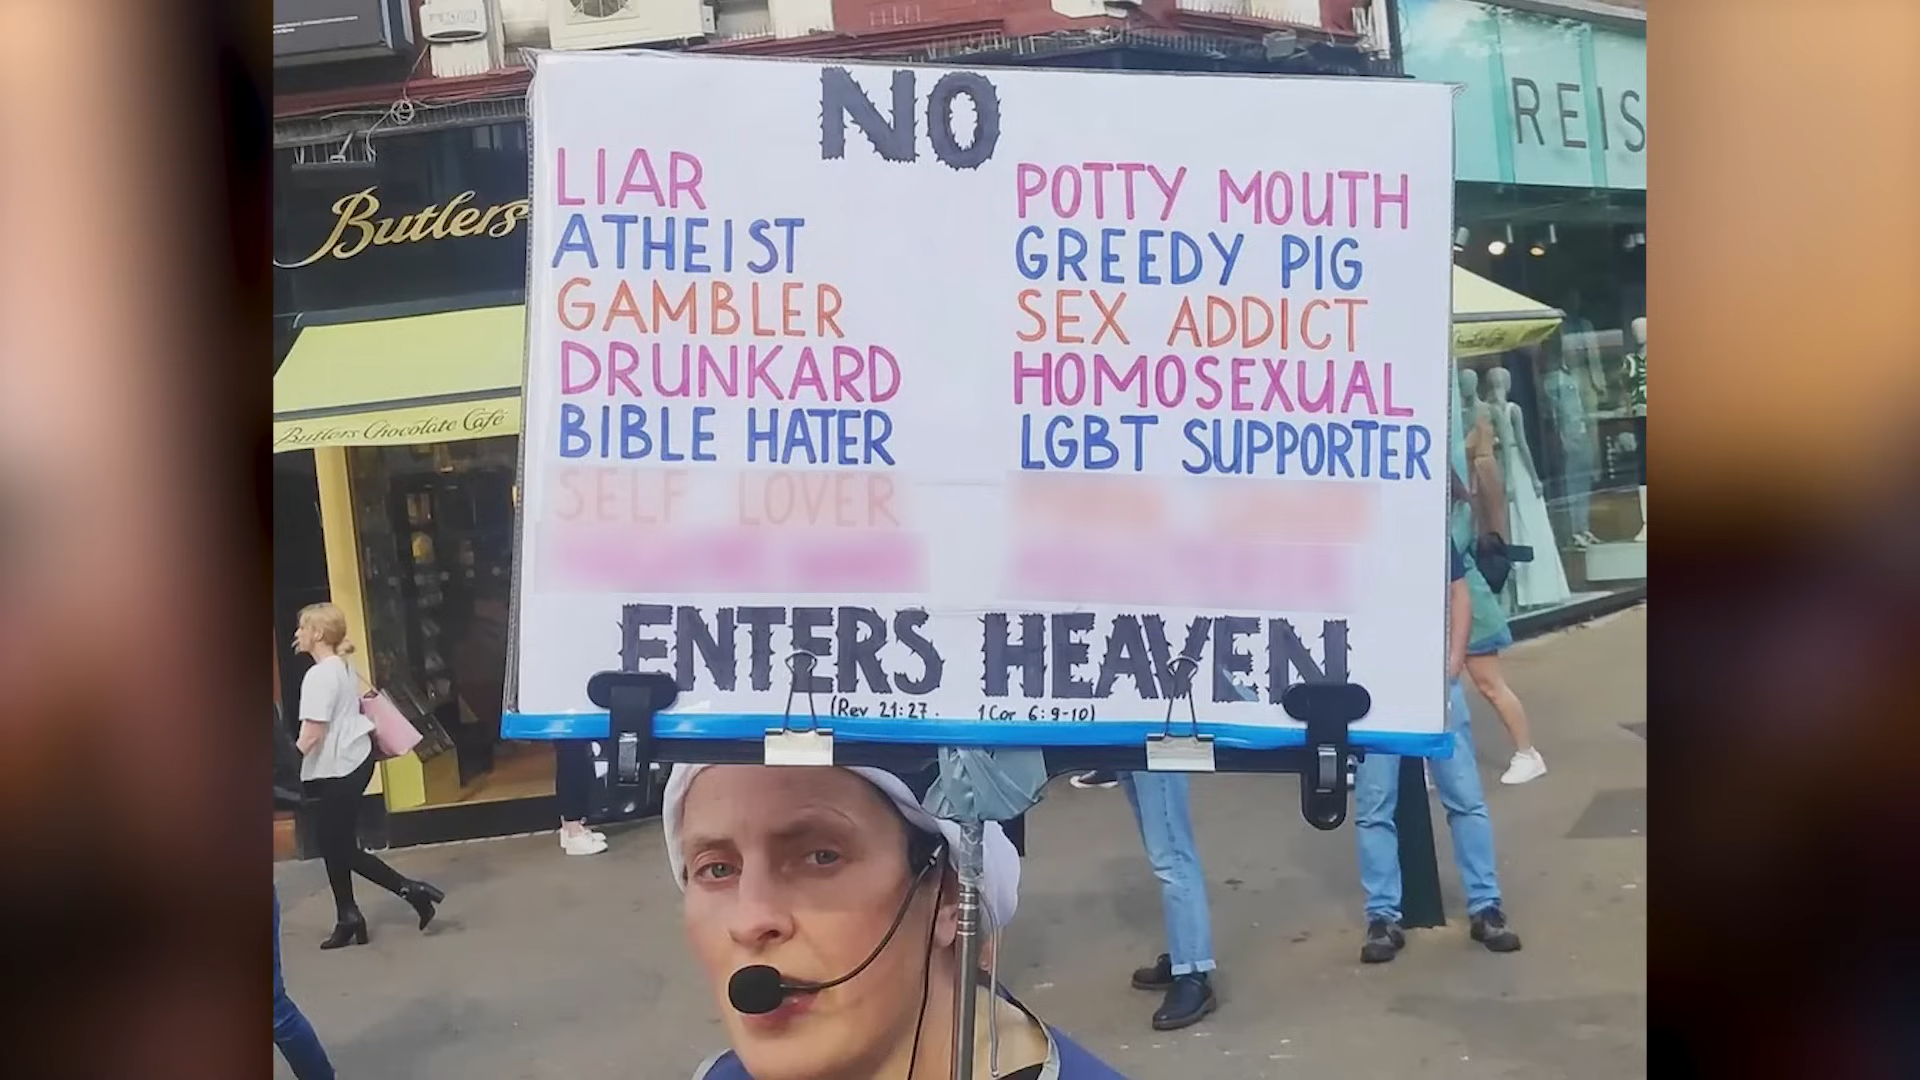 NO
LIAR
ATHEIST
GAMBLER
DRUNKARD
BIBLE HATER
SELF LOVER
POTTY MOUTH
GREEDY PIG
SEX ADDICT
HOMOSEXUAL
LGBT SUPPORTER
ENTERS HEAVEN
(Rev 21:27. 1 Cor 6:9-10)
Butlers
Butlers Chocolate Café
REIS